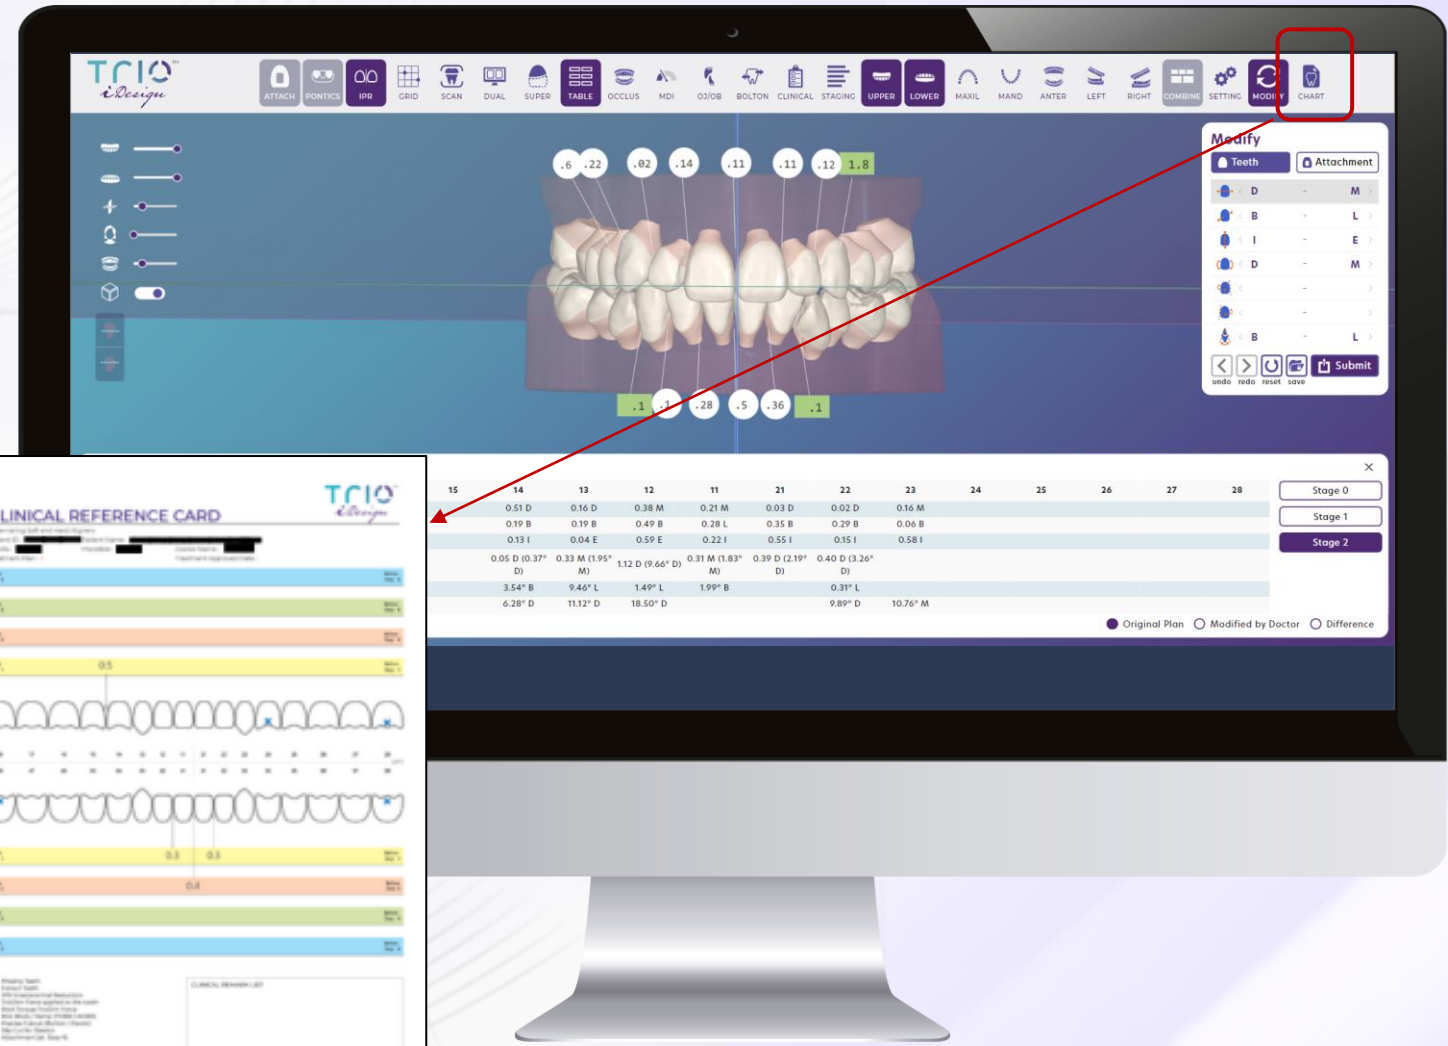 TRIO™
iDesign
ATTACH PONTICS IPR GRID SCAN DUAL SUPER TABLE OCCLUS MDI OJ/OB BOLTON CLINICAL STAGING UPPER LOWER MAXIL MAND ANTER LEFT RIGHT COMBINE SETTING MODIFY CHART
Modify
Teeth Attachment
D - M
B - L
I - E
D - M
-
-
B - L
undo redo reset save Submit
.6 .22 .02 .14 .11 .11 .12 1.8
.1 .1 .28 .5 .36 .1
15 14 13 12 11 21 22 23 24 25 26 27 28
0.51 D 0.16 D 0.38 M 0.21 M 0.03 D 0.02 D 0.16 M
0.19 B 0.19 B 0.49 B 0.28 L 0.35 B 0.29 B 0.06 B
0.13 I 0.04 E 0.59 E 0.22 I 0.55 I 0.15 I 0.58 I
0.05 D (0.37° D) 0.33 M (1.95° M) 1.12 D (9.66° D) 0.31 M (1.83° M) 0.39 D (2.19° D) 0.40 D (3.26° D)
3.54° B 9.46° L 1.49° L 1.99° B 0.31° L
6.28° D 11.12° D 18.50° D 9.89° D 10.76° M
Stage 0
Stage 1
Stage 2
Original Plan Modified by Doctor Difference
TRIO
iDesign
LINICAL REFERENCE CARD
0.5
0.3 0.3
0.4
CLINICAL REMARK LIST